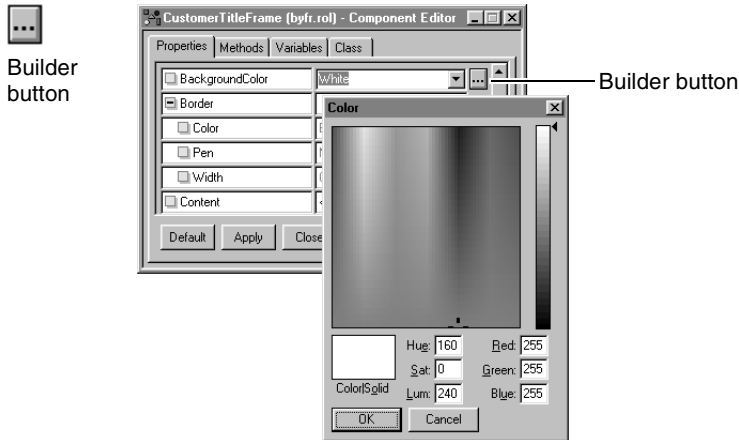 ...
Builder
button
CustomerTitleFrame (byfr.rol) - Component Editor
Properties Methods Variables Class
BackgroundColor White ...
Builder button
Border
Color
Pen
Width
Content
Default Apply Close
Color
Hue: 160 Red: 255
Sat: 0 Green: 255
Color|Solid Lum: 240 Blue: 255
OK Cancel